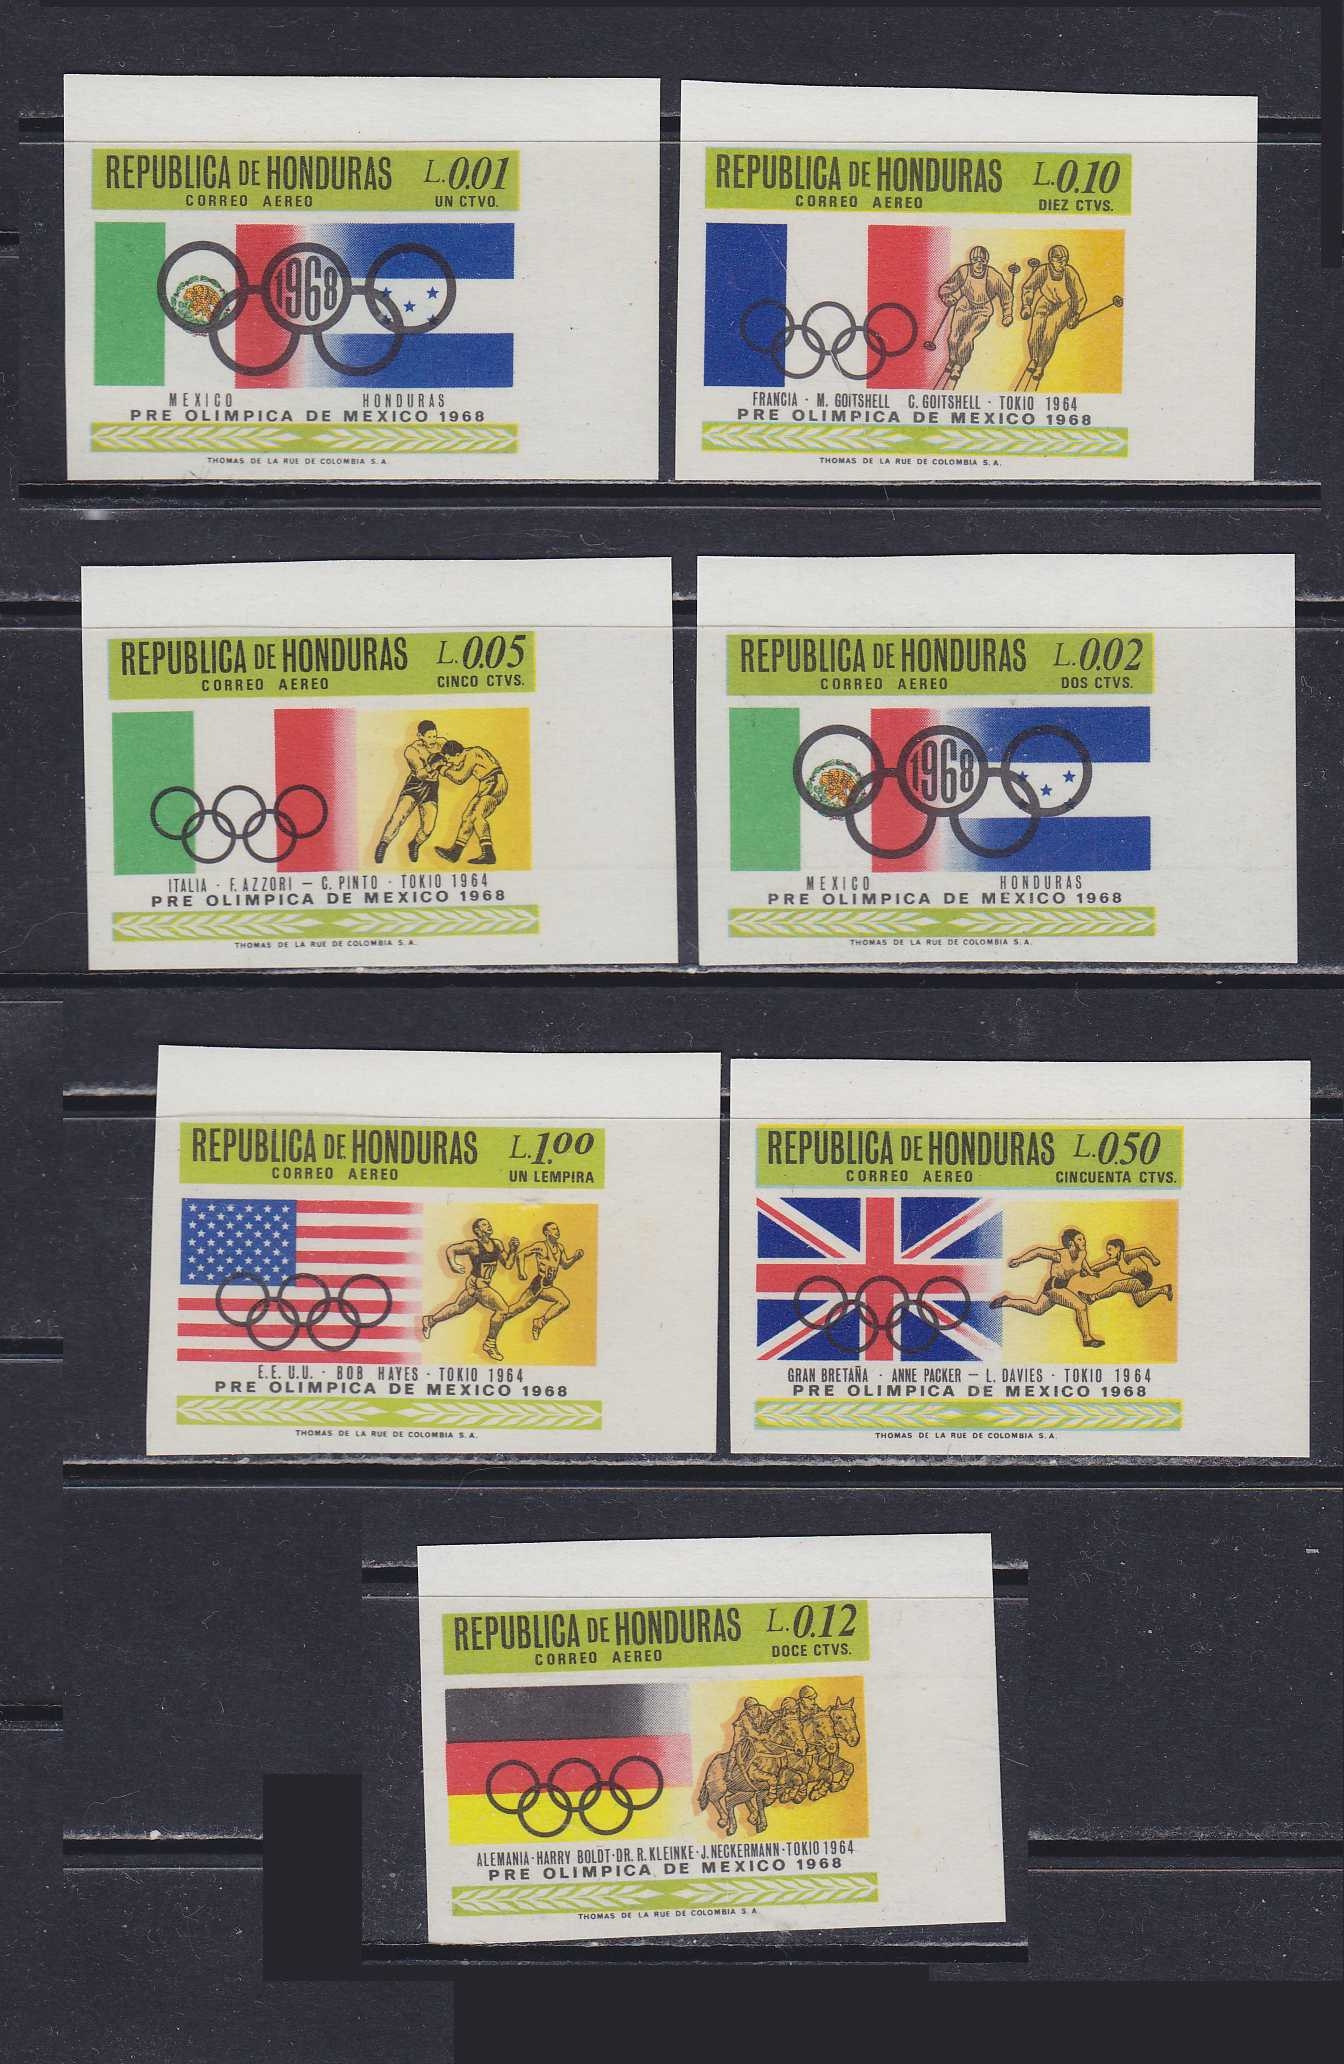 REPUBLICA DE HONDURAS L.0.01
CORREO AEREO UN CTVO.
1968
MEXICO HONDURAS
PRE OLIMPICA DE MEXICO 1968
THOMAS DE LA RUE DE COLOMBIA S.A.
REPUBLICA DE HONDURAS L.0.10
CORREO AEREO DIEZ CTVS.
FRANCIA - M. GOITSHELL C. GOITSHELL - TOKIO 1964
PRE OLIMPICA DE MEXICO 1968
THOMAS DE LA RUE DE COLOMBIA S.A.
REPUBLICA DE HONDURAS L.0.05
CORREO AEREO CINCO CTVS.
ITALIA - F. AZZORI — C. PINTO - TOKIO 1964
PRE OLIMPICA DE MEXICO 1968
THOMAS DE LA RUE DE COLOMBIA S.A.
REPUBLICA DE HONDURAS L.0.02
CORREO AEREO DOS CTVS.
1968
MEXICO HONDURAS
PRE OLIMPICA DE MEXICO 1968
THOMAS DE LA RUE DE COLOMBIA S.A.
REPUBLICA DE HONDURAS L.1.00
CORREO AEREO UN LEMPIRA
E.E. U.U. - BOB HAYES - TOKIO 1964
PRE OLIMPICA DE MEXICO 1968
THOMAS DE LA RUE DE COLOMBIA S.A.
REPUBLICA DE HONDURAS L.0.50
CORREO AEREO CINCUENTA CTVS.
GRAN BRETAÑA - ANNE PACKER — L. DAVIES - TOKIO 1964
PRE OLIMPICA DE MEXICO 1968
THOMAS DE LA RUE DE COLOMBIA S.A.
REPUBLICA DE HONDURAS L.0.12
CORREO AEREO DOCE CTVS.
ALEMANIA-HARRY BOLDT-DR. R. KLEINKE-J. NECKERMANN-TOKIO 1964
PRE OLIMPICA DE MEXICO 1968
THOMAS DE LA RUE DE COLOMBIA S A.